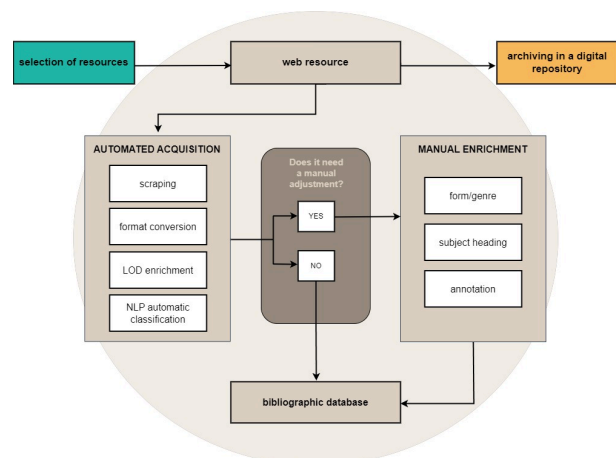 selection of resources
web resource
archiving in a digital
repository
AUTOMATED ACQUISITION
scraping
format conversion
LOD enrichment
NLP automatic
classification
Does it need
a manual
adjustment?
YES
NO
MANUAL ENRICHMENT
form/genre
subject heading
annotation
bibliographic database